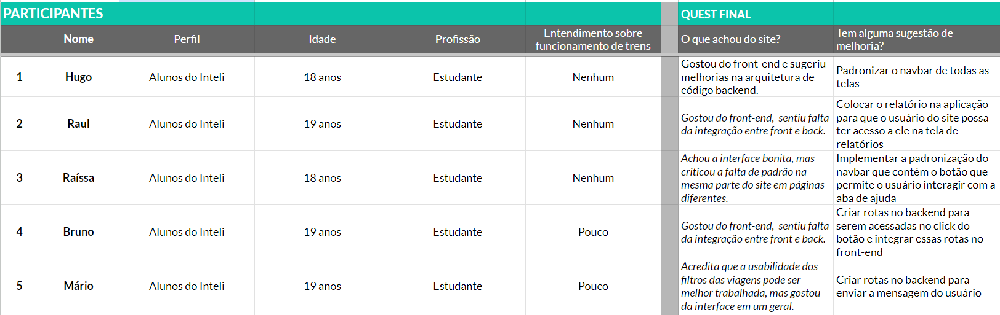 PARTICIPANTES
QUEST FINAL
Nome
Perfil
Idade
Profissão
Entendimento sobre
funcionamento de trens
O que achou do site?
Tem alguma sugestão de
melhoria?
1
Hugo
Alunos do Inteli
18 anos
Estudante
Nenhum
Gostou do front-end e sugeriu
melhorias na arquitetura de
código backend.
Padronizar o navbar de todas as
telas
2
Raul
Alunos do Inteli
19 anos
Estudante
Nenhum
Gostou do front-end, sentiu falta
da integração entre front e back.
Colocar o relatório na aplicação
para que o usuário do site possa
ter acesso a ele na tela de
relatórios
3
Raíssa
Alunos do Inteli
18 anos
Estudante
Nenhum
Achou a interface bonita, mas
criticou a falta de padrão na
mesma parte do site em páginas
diferentes.
Implementar a padronização do
navbar que contém o botão que
permite o usuário interagir com a
aba de ajuda
4
Bruno
Alunos do Inteli
19 anos
Estudante
Pouco
Gostou do front-end, sentiu falta
da integração entre front e back.
Criar rotas no backend para
serem acessadas no click do
botão e integrar essas rotas no
front-end
5
Mário
Alunos do Inteli
19 anos
Estudante
Pouco
Acredita que a usabilidade dos
filtros das viagens pode ser
melhor trabalhada, mas gostou
da interface em um geral.
Criar rotas no backend para
enviar a mensagem do usuário